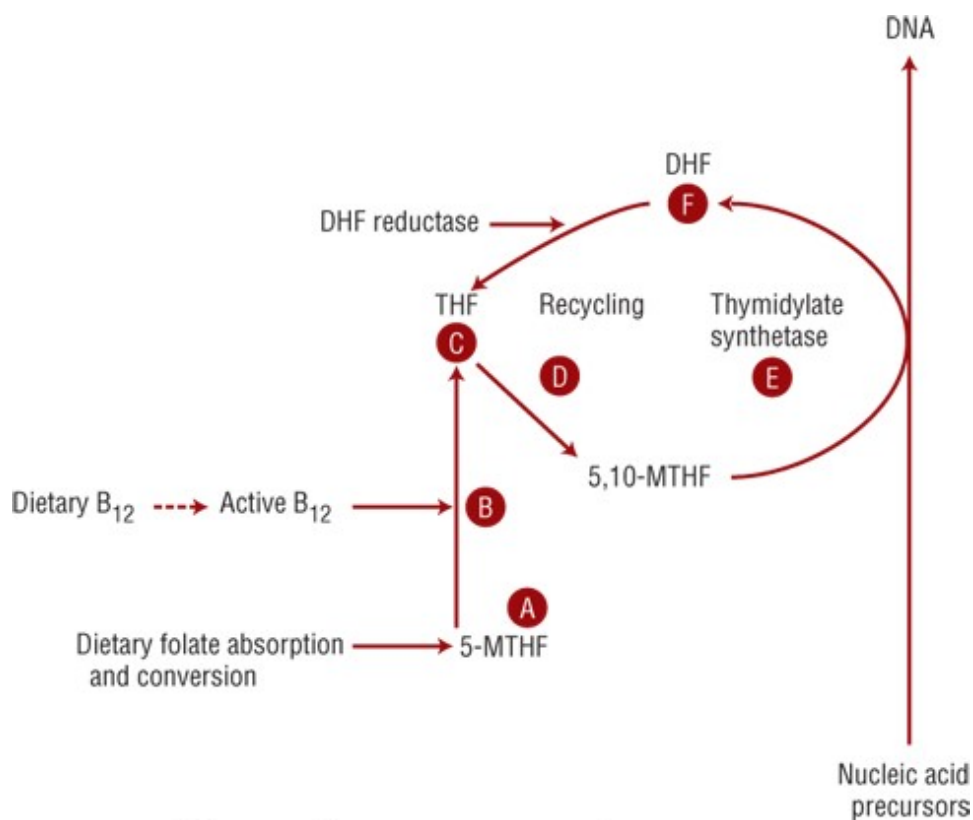 DNA
DHF
F
DHF reductase
THF
C
Recycling
D
Thymidylate
synthetase
E
5,10-MTHF
Dietary B12
Active B12
B
A
Dietary folate absorption
and conversion
5-MTHF
Nucleic acid
precursors